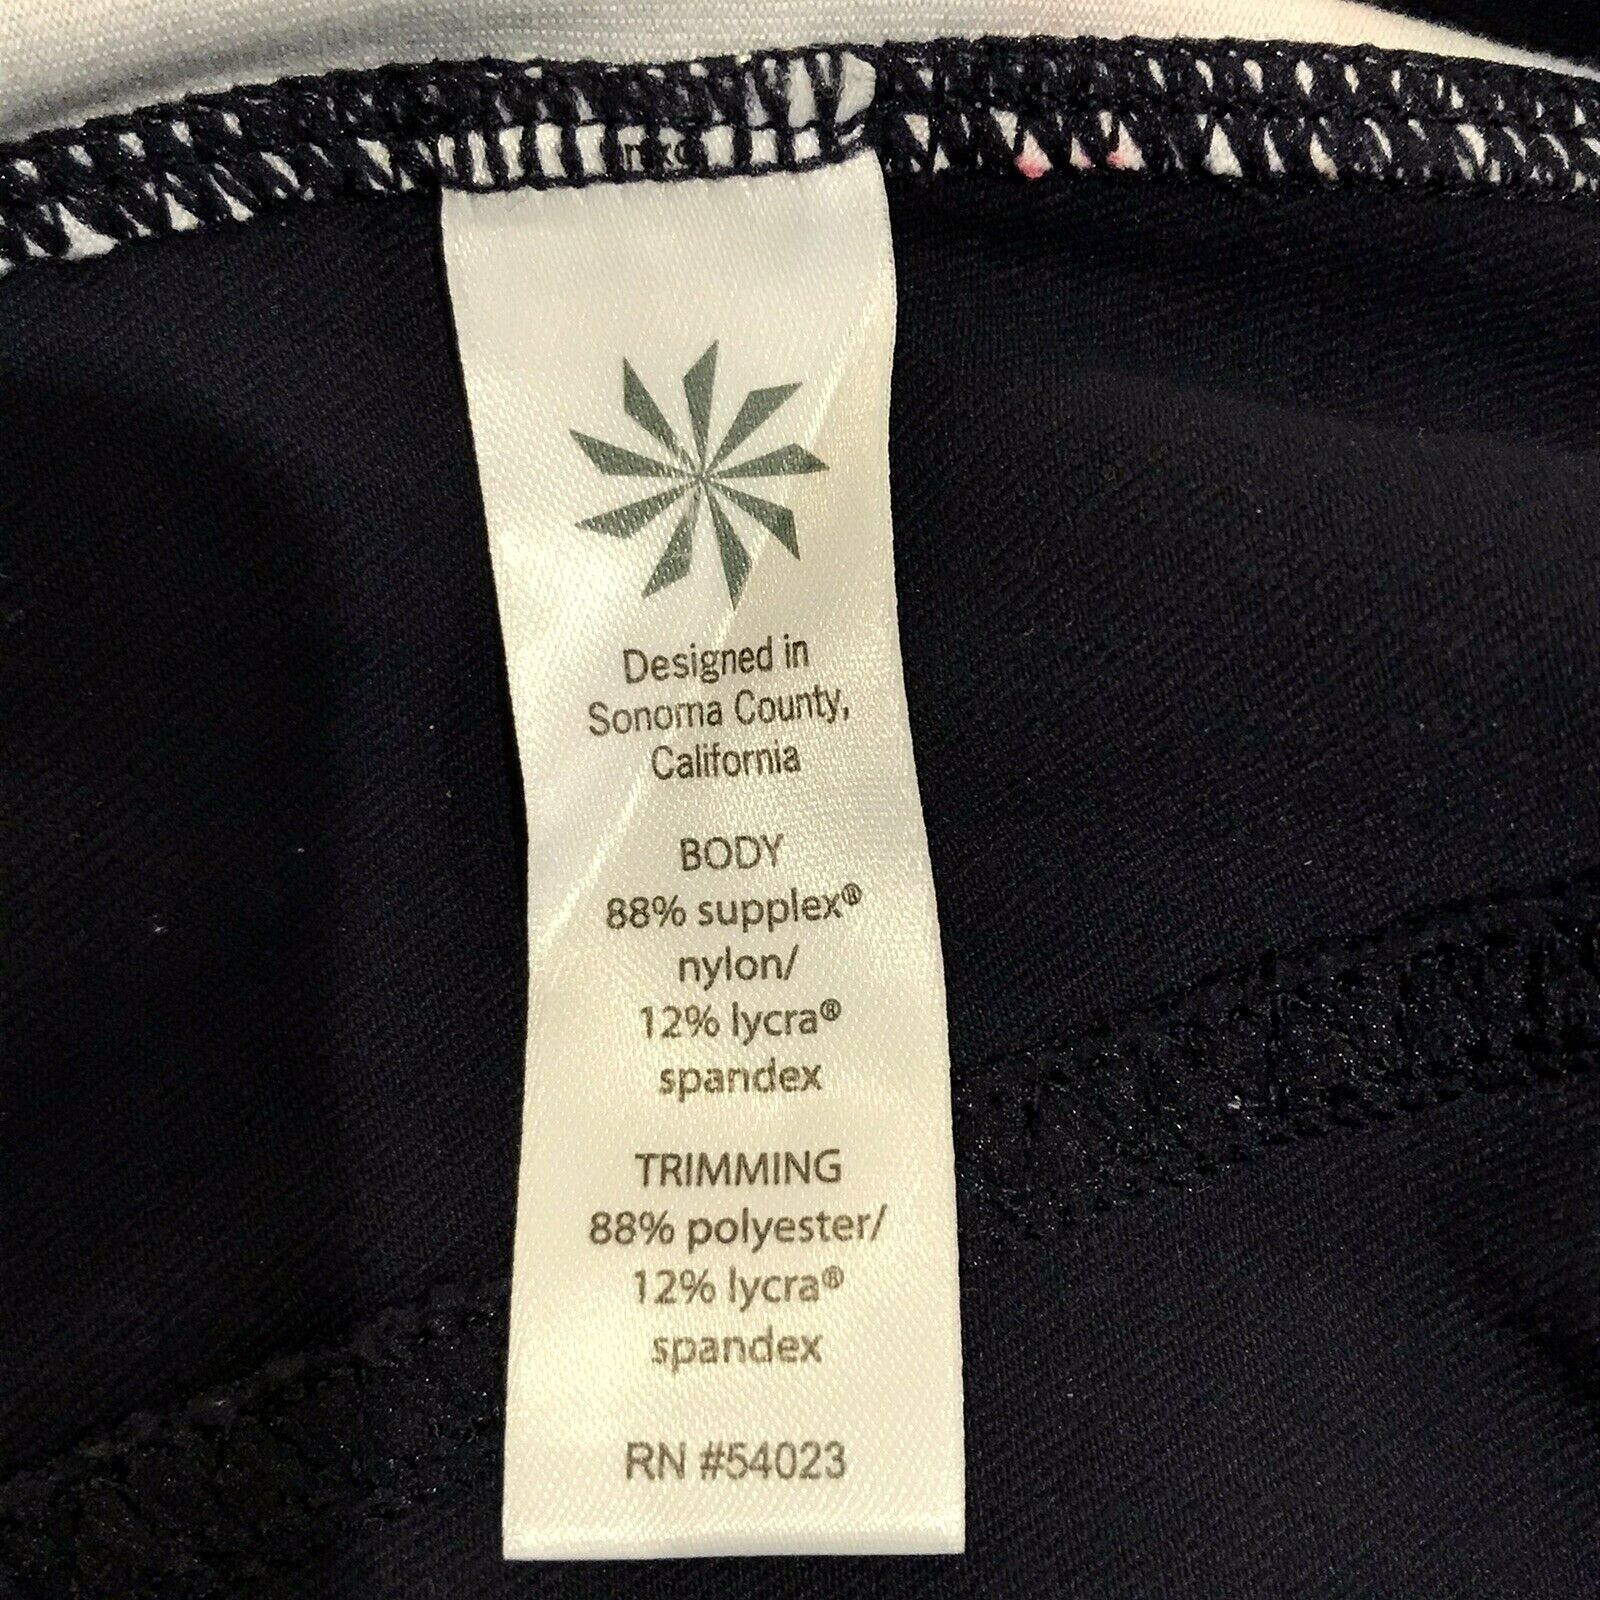 Designed in
Sonoma County,
California
BODY
88% supplex®
nylon/
12% lycra®
spandex
TRIMMING
88% polyester/
12% lycra®
spandex
RN #54023